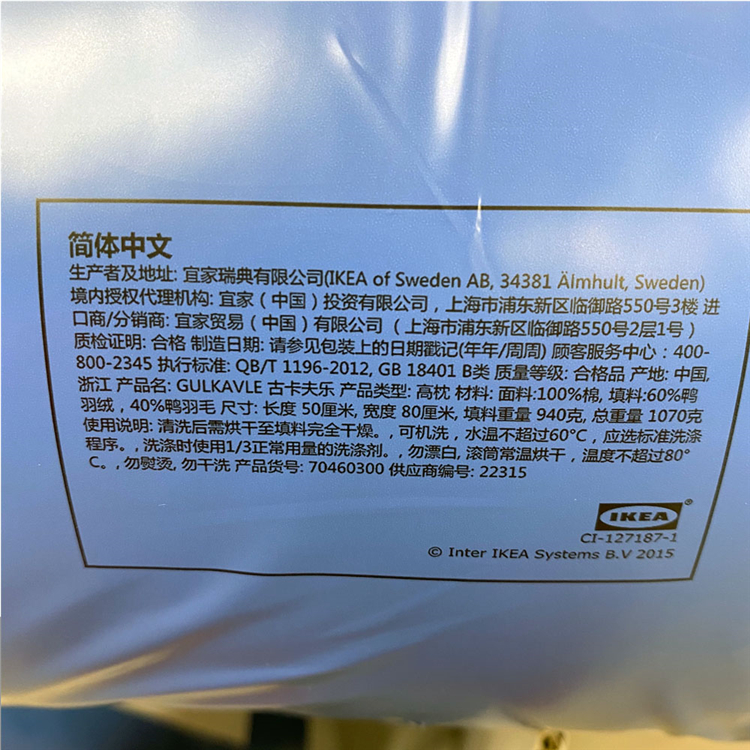 简体中文
生产者及地址: 宜家瑞典有限公司(IKEA of Sweden AB, 34381 Älmhult, Sweden)
境内授权代理机构: 宜家（中国）投资有限公司，上海市浦东新区临御路550号3楼 进
口商/分销商: 宜家贸易（中国）有限公司（上海市浦东新区临御路550号2层1号）
质检证明: 合格 制造日期: 请参见包装上的日期戳记(年年/周周) 顾客服务中心：400-
800-2345 执行标准: QB/T 1196-2012, GB 18401 B类 质量等级: 合格品 产地: 中国,
浙江 产品名: GULKAVLE 古卡夫乐 产品类型: 高枕 材料: 面料:100%棉, 填料:60%鸭
羽绒，40%鸭羽毛 尺寸: 长度 50厘米, 宽度 80厘米, 填料重量 940克, 总重量 1070克
使用说明: 清洗后需烘干至填料完全干燥。, 可机洗，水温不超过60°C，应选标准洗涤
程序。, 洗涤时使用1/3正常用量的洗涤剂。, 勿漂白, 滚筒常温烘干，温度不超过80°
C。, 勿熨烫, 勿干洗 产品货号: 70460300 供应商编号: 22315
IKEA®
CI-127187-1
© Inter IKEA Systems B.V 2015